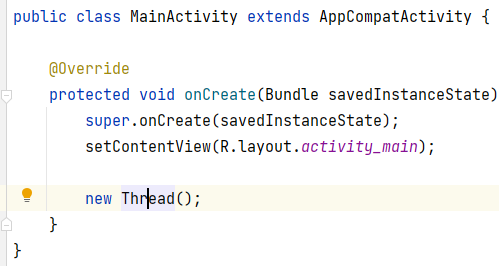 public class MainActivity extends AppCompatActivity {
@Override
protected void onCreate(Bundle savedInstanceState)
super.onCreate(savedInstanceState);
setContentView(R.layout.activity_main);
new Thread();
}
}